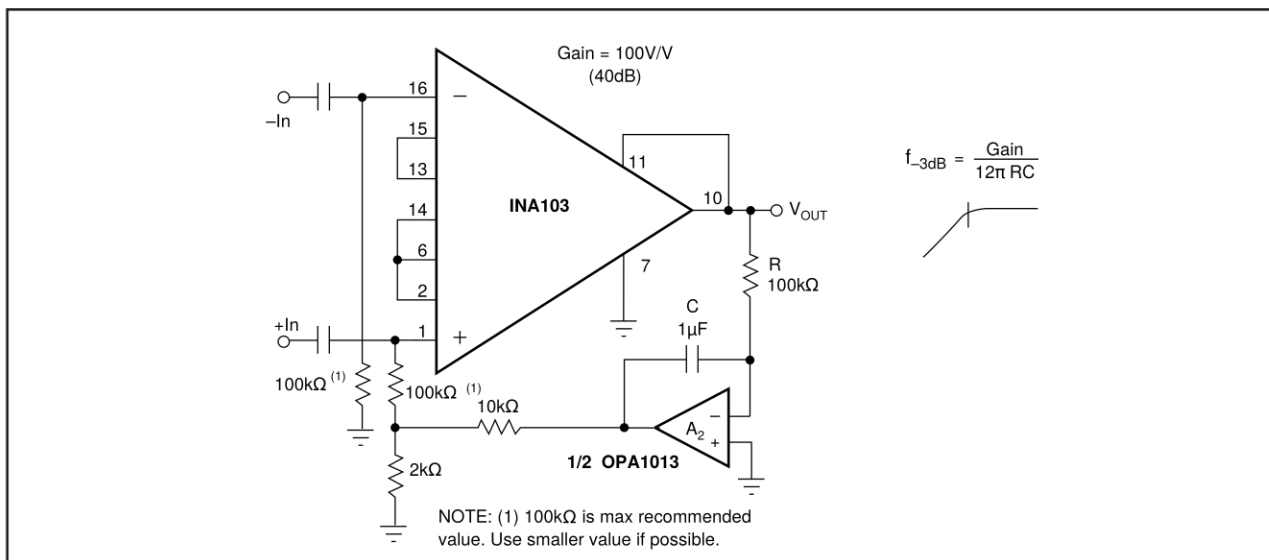 Gain = 100V/V
(40dB)
–In
16
–
15
13
14
6
2
1
+
+In
INA103
11
10
7
V_OUT
R
100kΩ
C
1µF
100kΩ (1)
100kΩ (1)
10kΩ
2kΩ
A_2
–
+
1/2 OPA1013
f_–3dB = Gain
12π RC
NOTE: (1) 100kΩ is max recommended
value. Use smaller value if possible.